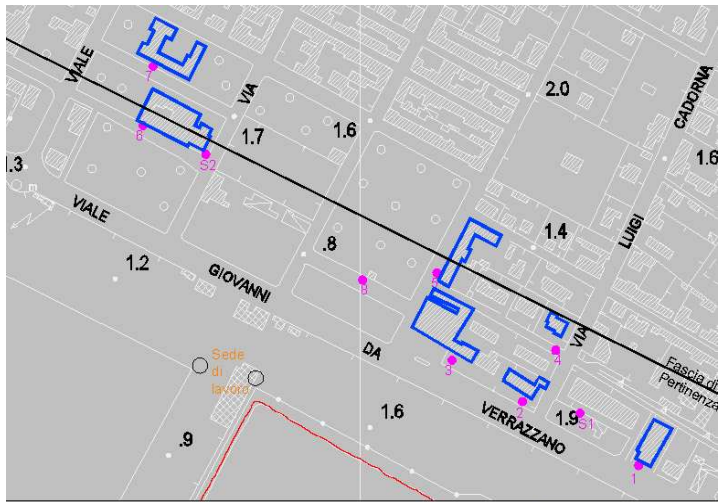 7
VIALE
VIA
2.0
CADORNA
6
1.7
1.6
S2
1.3
1.6
VIALE
LUIGI
1.4
.8
1.2
GIOVANNI
VIA
DA
3
4
Sede
di
lavoro
Fascia di
Pertinenza
2
1.6
VERRAZZANO
1.9
S1
.9
1